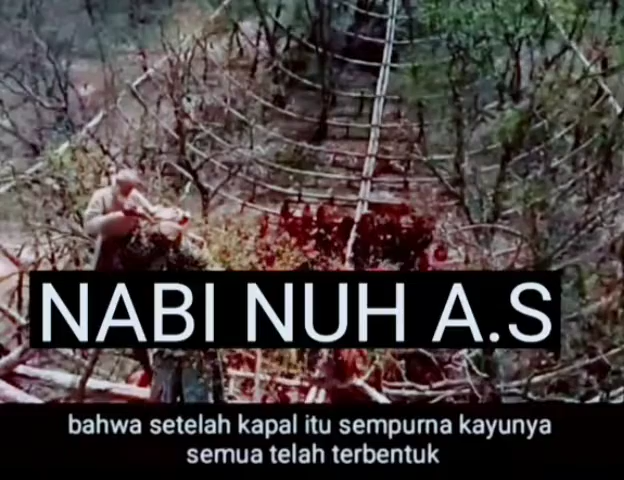 NABI NUH A.S
bahwa setelah kapal itu sempurna kayunya
semua telah terbentuk